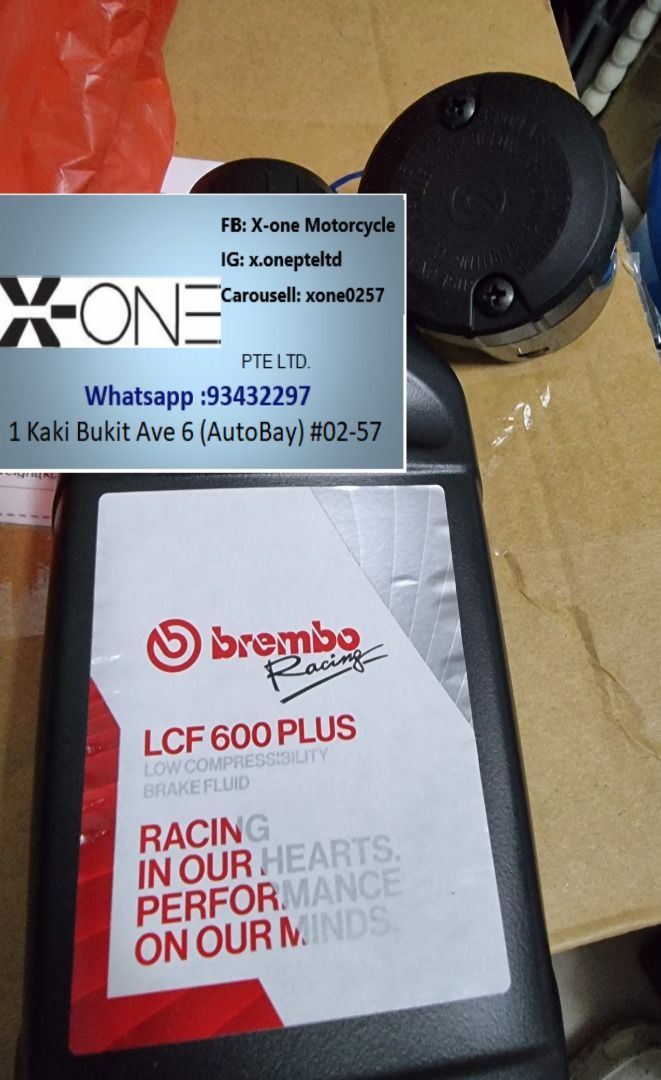 FB: X-one Motorcycle
IG: x.onepteltd
Carousell: xone0257
X-ONE
PTE LTD.
Whatsapp :93432297
1 Kaki Bukit Ave 6 (AutoBay) #02-57
brembo
Racing
LCF 600 PLUS
LOW COMPRESSIBILITY
BRAKE FLUID
RACING
IN OUR HEARTS.
PERFORMANCE
ON OUR MINDS.